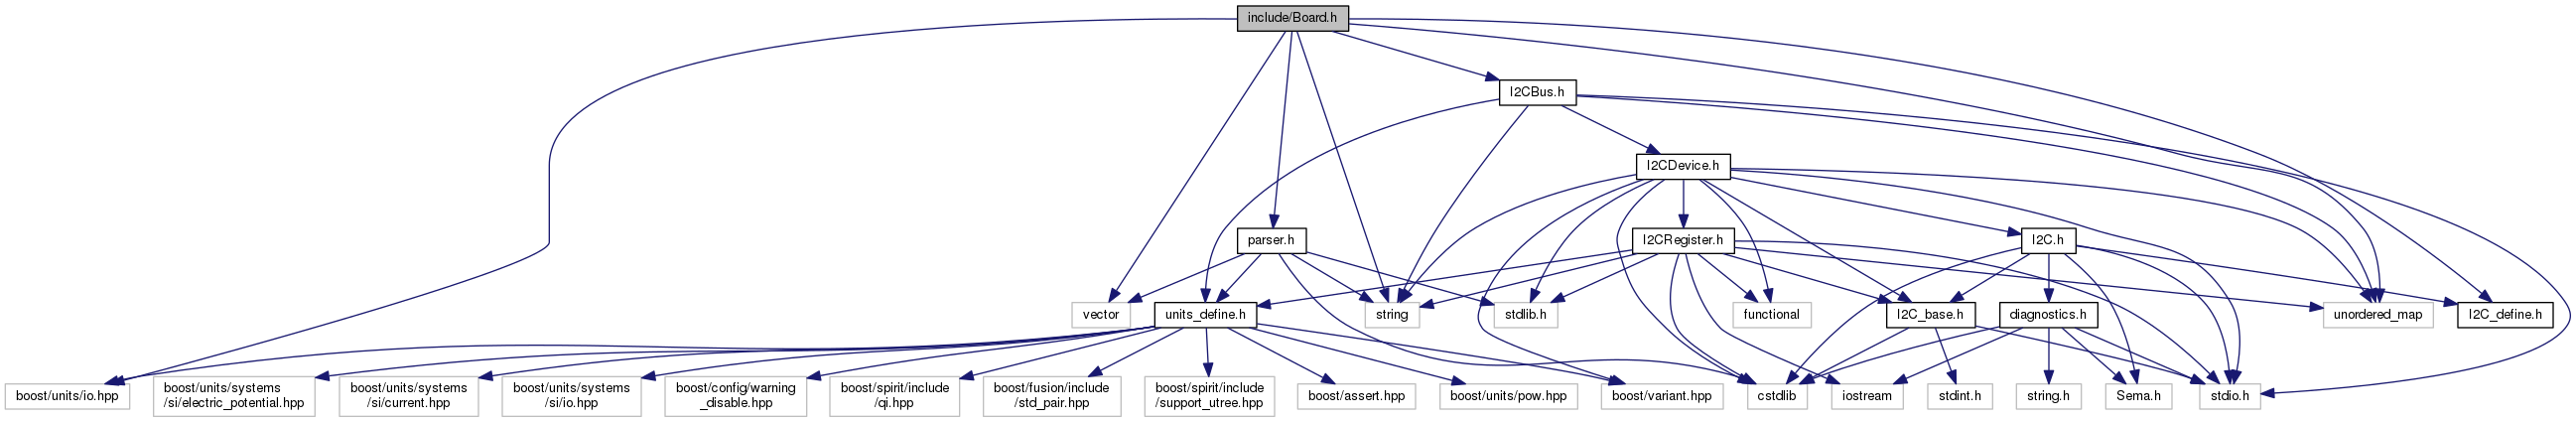 include/Board.h
I2CBus.h
I2CDevice.h
parser.h
I2CRegister.h
I2C.h
vector
units_define.h
string
stdlib.h
functional
I2C_base.h
diagnostics.h
unordered_map
I2C_define.h
boost/units/io.hpp
boost/units/systems
/si/electric_potential.hpp
boost/units/systems
/si/current.hpp
boost/units/systems
/si/io.hpp
boost/config/warning
_disable.hpp
boost/spirit/include
/qi.hpp
boost/fusion/include
/std_pair.hpp
boost/spirit/include
/support_utree.hpp
boost/assert.hpp
boost/units/pow.hpp
boost/variant.hpp
cstdlib
iostream
stdint.h
string.h
Sema.h
stdio.h